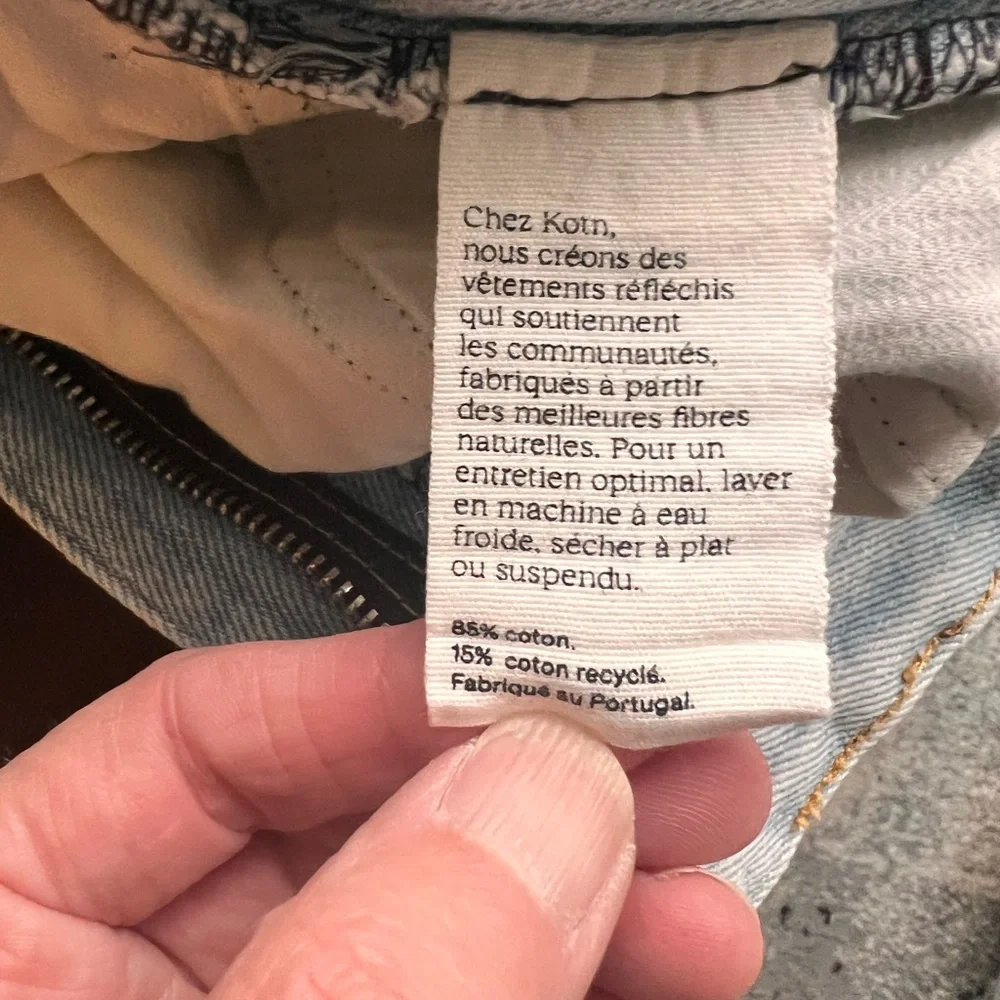 Chez Kotn,
nous créons des
vêtements réfléchis
qui soutiennent
les communautés,
fabriqués à partir
des meilleures fibres
naturelles. Pour un
entretien optimal, laver
en machine à eau
froide, sécher à plat
ou suspendu.
85% coton,
15% coton recyclé.
Fabriqué au Portugal.